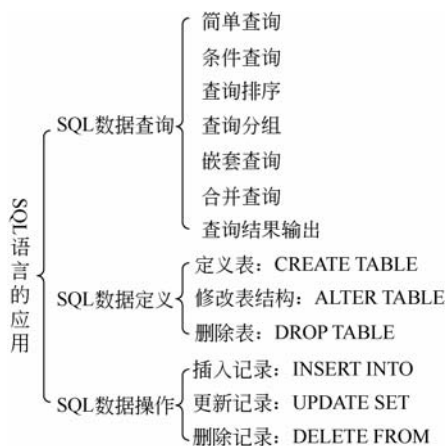 SQL语言的应用
SQL数据查询
简单查询
条件查询
查询排序
查询分组
嵌套查询
合并查询
查询结果输出
SQL数据定义
定义表：CREATE TABLE
修改表结构：ALTER TABLE
删除表：DROP TABLE
SQL数据操作
插入记录：INSERT INTO
更新记录：UPDATE SET
删除记录：DELETE FROM